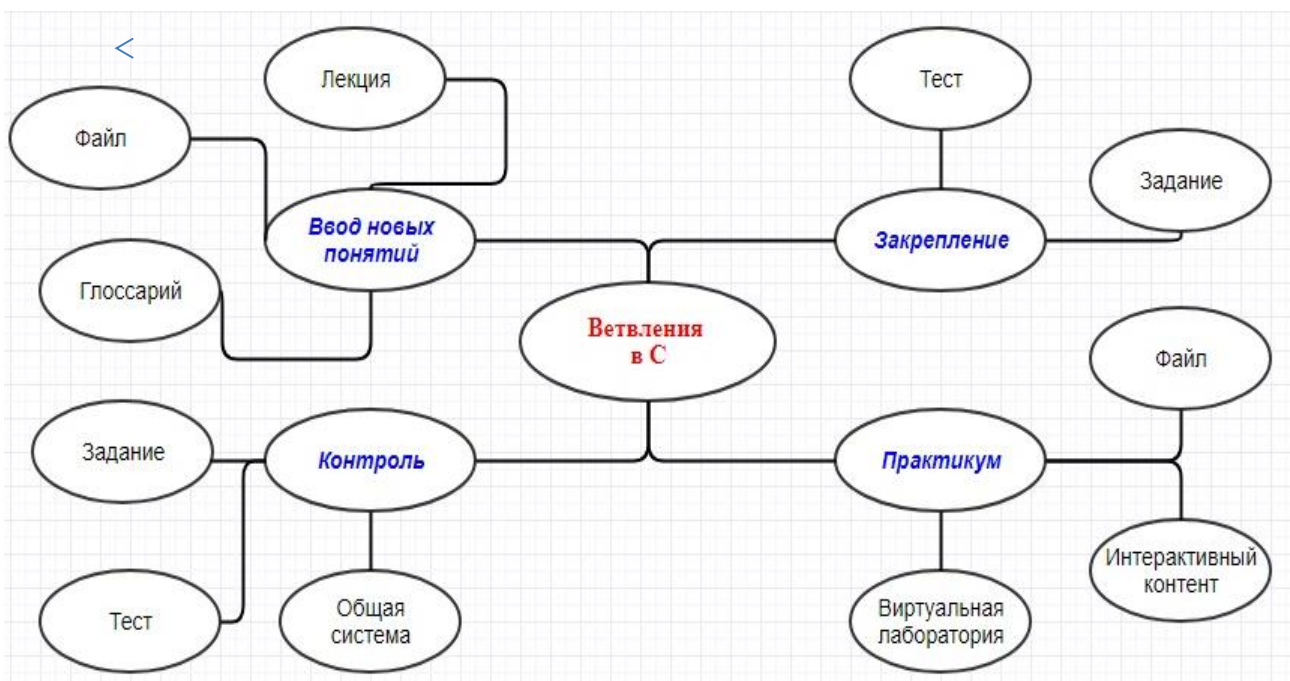 <
Лекция
Файл
Ввод новых
понятий
Глоссарий
Тест
Задание
Закрепление
Ветвления
в С
Задание
Контроль
Тест
Общая
система
Файл
Практикум
Интерактивный
контент
Виртуальная
лаборатория